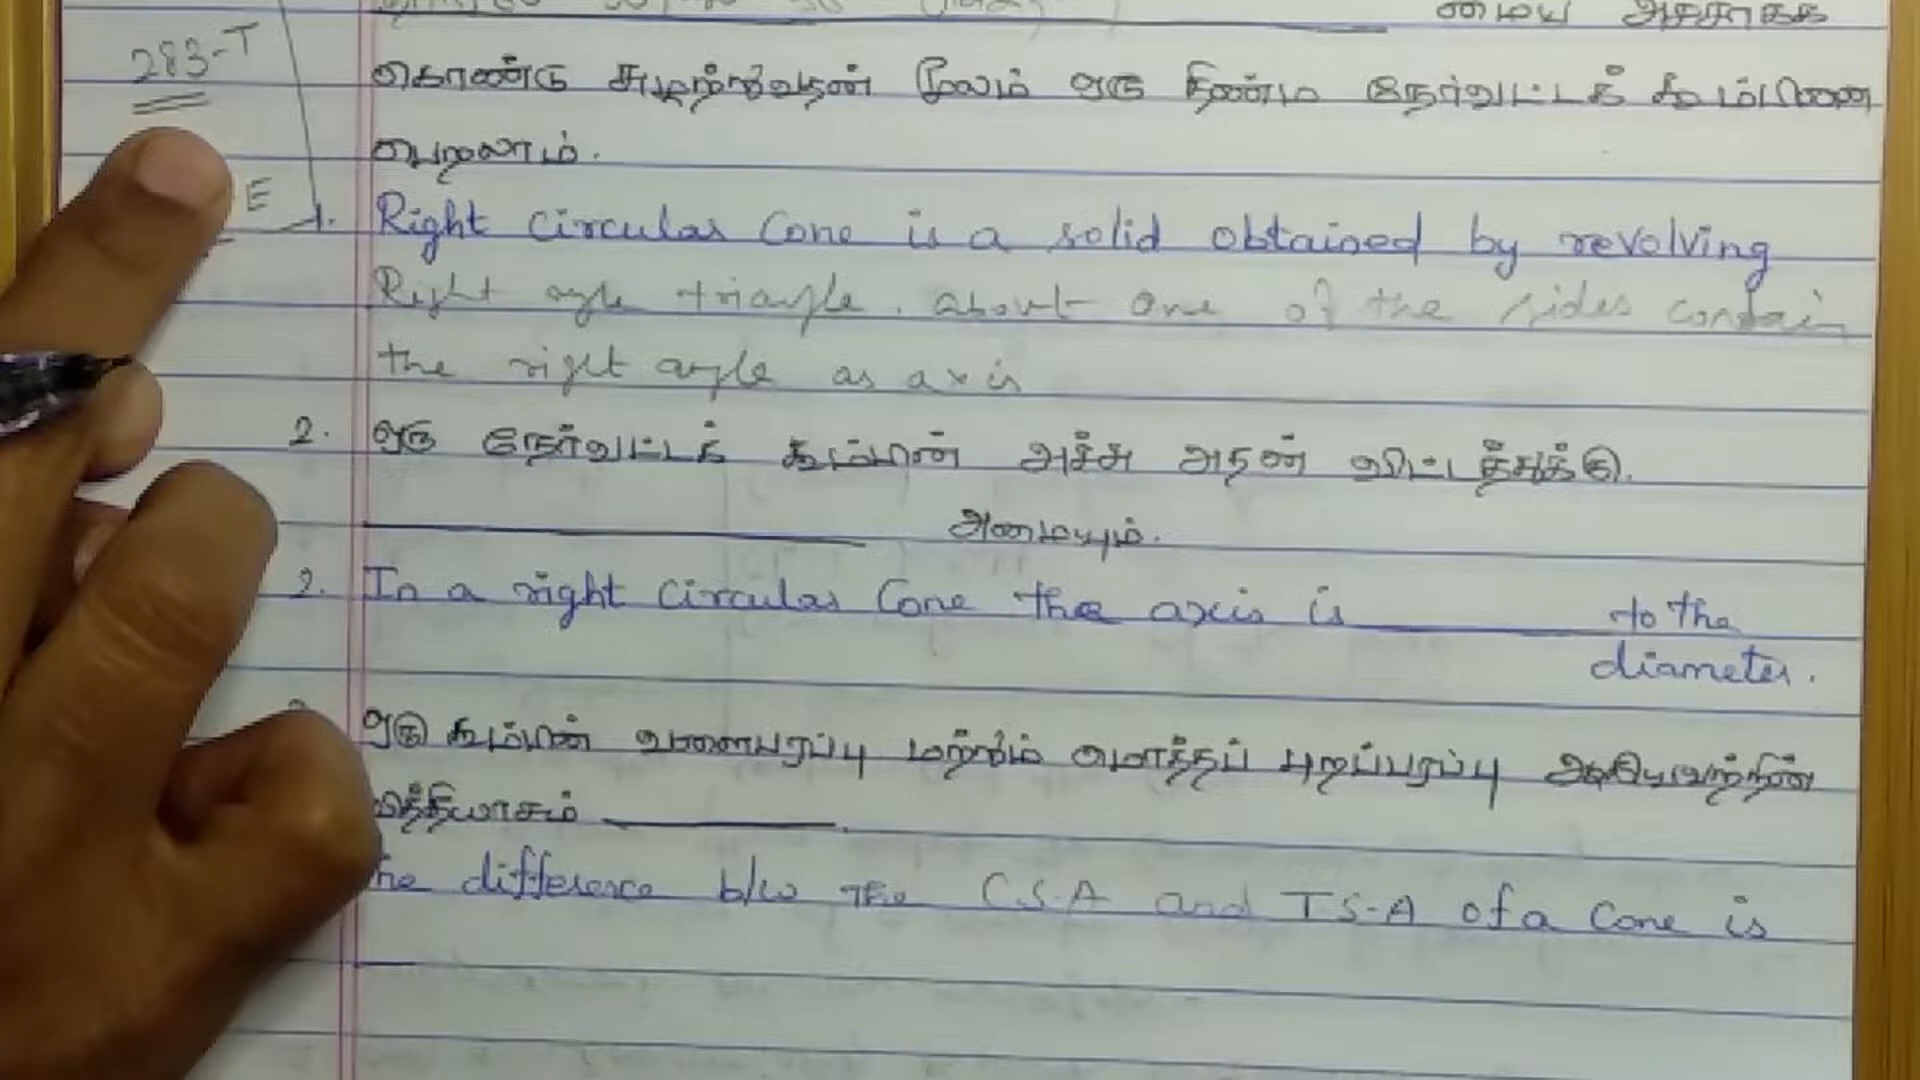 மைய அச்சாகக்
283-T
கொண்டு சுழற்றுவதன் மூலம் ஒரு திண்ம நேர்வட்டக் கூம்பினை
பெறலாம்.
E
1. Right Circular Cone is a solid obtained by revolving
Right angle triangle. about one of the sides contain
the right angle as axis
2. ஒரு நேர்வட்டக் கூம்பின் அச்சு அதன் விட்டத்துக்கு.
அமையும்.
2. In a right Circular Cone the axis is to the
diameter.
ஒரு கூம்பின் வளைபரப்பு மற்றும் மொத்தப் புறப்பரப்பு ஆகியவற்றின்
வித்தியாசம்
he difference b/w The C.S.A and T.S.A of a Cone is